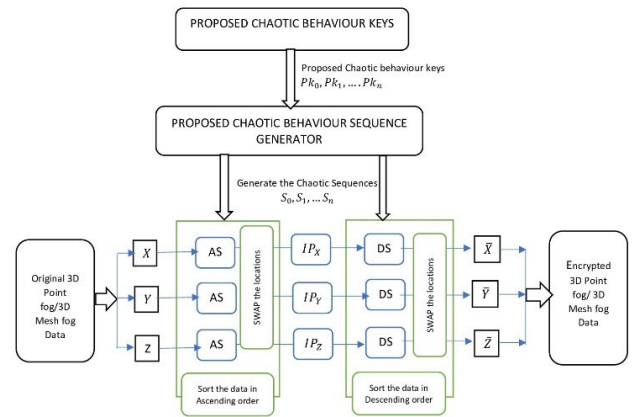 PROPOSED CHAOTIC BEHAVIOUR KEYS
Proposed Chaotic behaviour keys
Pk₀, Pk₁, .... Pkₙ
PROPOSED CHAOTIC BEHAVIOUR SEQUENCE
GENERATOR
Generate the Chaotic Sequences
S₀, S₁, ... Sₙ
Original 3D
Point
fog/3D
Mesh fog
Data
X
Y
Z
AS
AS
AS
SWAP the locations
Sort the data in
Ascending order
IP_X
IP_Y
IP_Z
DS
DS
DS
SWAP the locations
Sort the data in
Descending order
X̄
Ȳ
Z̄
Encrypted
3D Point
fog/ 3D
Mesh fog
Data